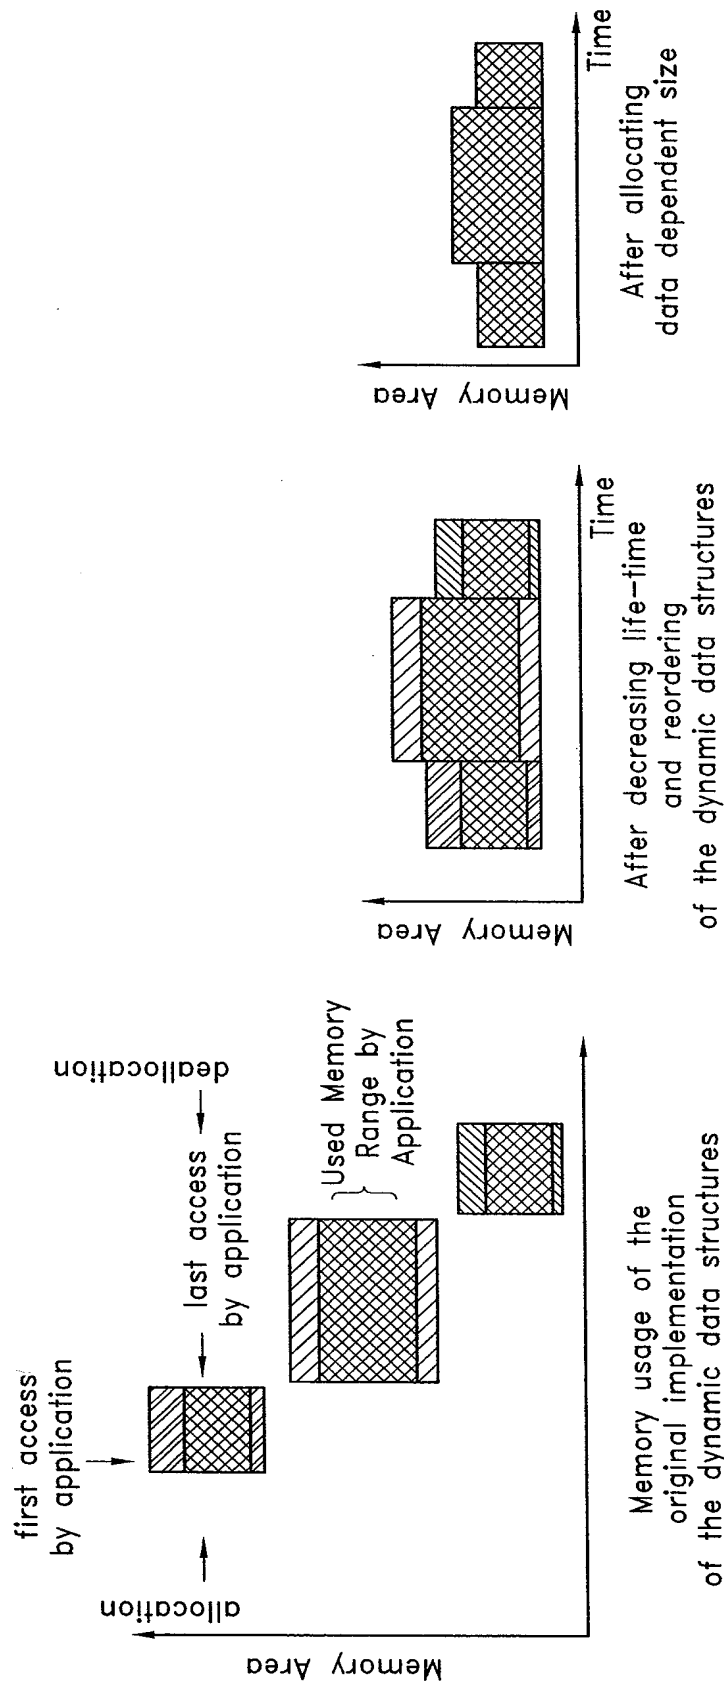 first access
by application
allocation
last access
by application
deallocation
Used Memory
Range by
Application
Memory Area
Memory usage of the
original implementation
of the dynamic data structures
Memory Area
Time
After decreasing life-time
and reordering
of the dynamic data structures
Memory Area
Time
After allocating
data dependent size